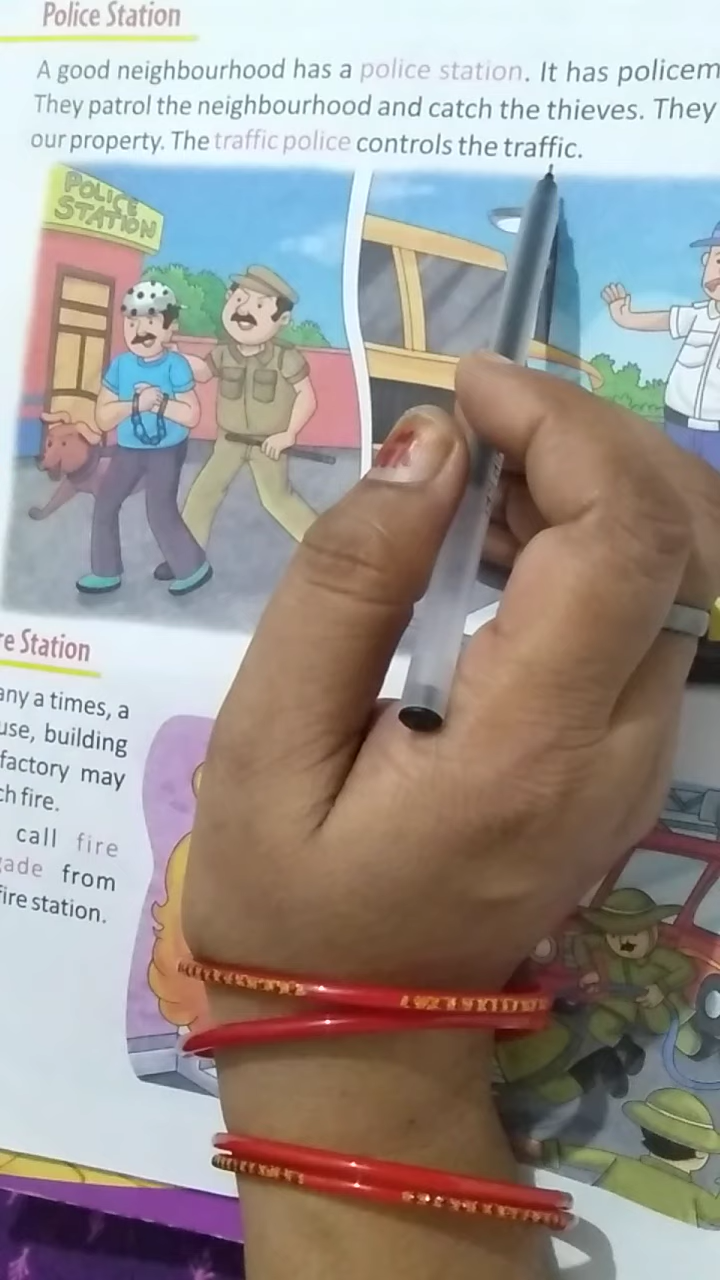 Police Station
A good neighbourhood has a police station. It has policem
They patrol the neighbourhood and catch the thieves. They
our property. The traffic police controls the traffic.
POLICE
STATION
re Station
any a times, a
use, building
factory may
ch fire.
call fire
ade from
fire station.